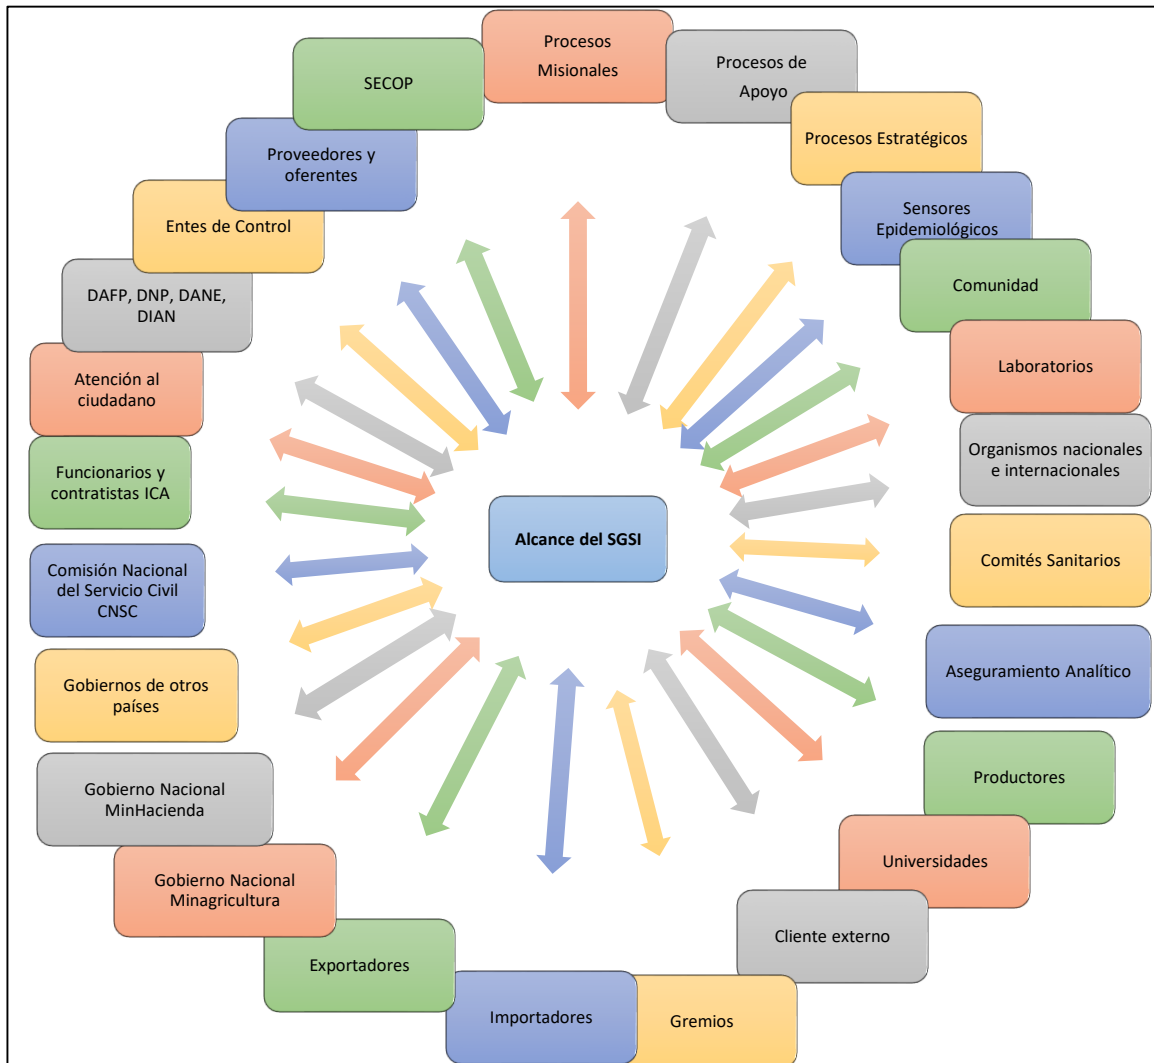 Procesos
Misionales
Procesos de
Apoyo
Procesos Estratégicos
Sensores
Epidemiológicos
Comunidad
Laboratorios
Organismos nacionales
e internacionales
Comités Sanitarios
Aseguramiento Analítico
Productores
Universidades
Cliente externo
Gremios
Importadores
Exportadores
Gobierno Nacional
Minagricultura
Gobierno Nacional
MinHacienda
Gobiernos de otros
países
Comisión Nacional
del Servicio Civil
CNSC
Funcionarios y
contratistas ICA
Atención al
ciudadano
DAFP, DNP, DANE,
DIAN
Entes de Control
Proveedores y
oferentes
SECOP
Alcance del SGSI